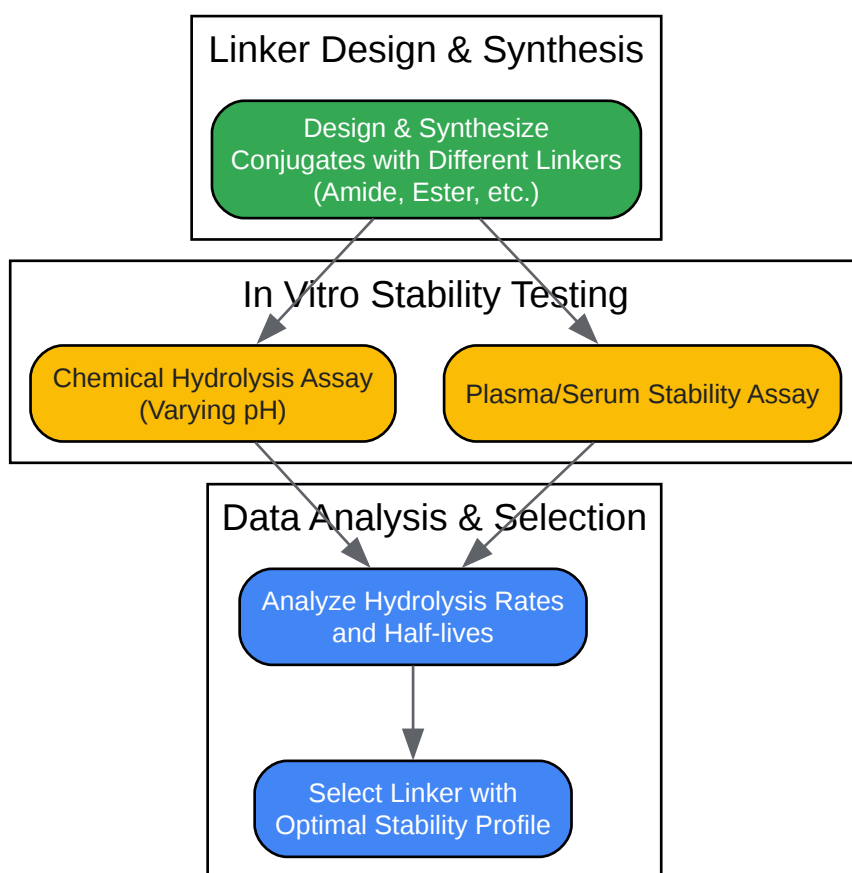 Linker Design & Synthesis
Design & Synthesize
Conjugates with Different Linkers
(Amide, Ester, etc.)
In Vitro Stability Testing
Chemical Hydrolysis Assay
(Varying pH)
Plasma/Serum Stability Assay
Data Analysis & Selection
Analyze Hydrolysis Rates
and Half-lives
Select Linker with
Optimal Stability Profile